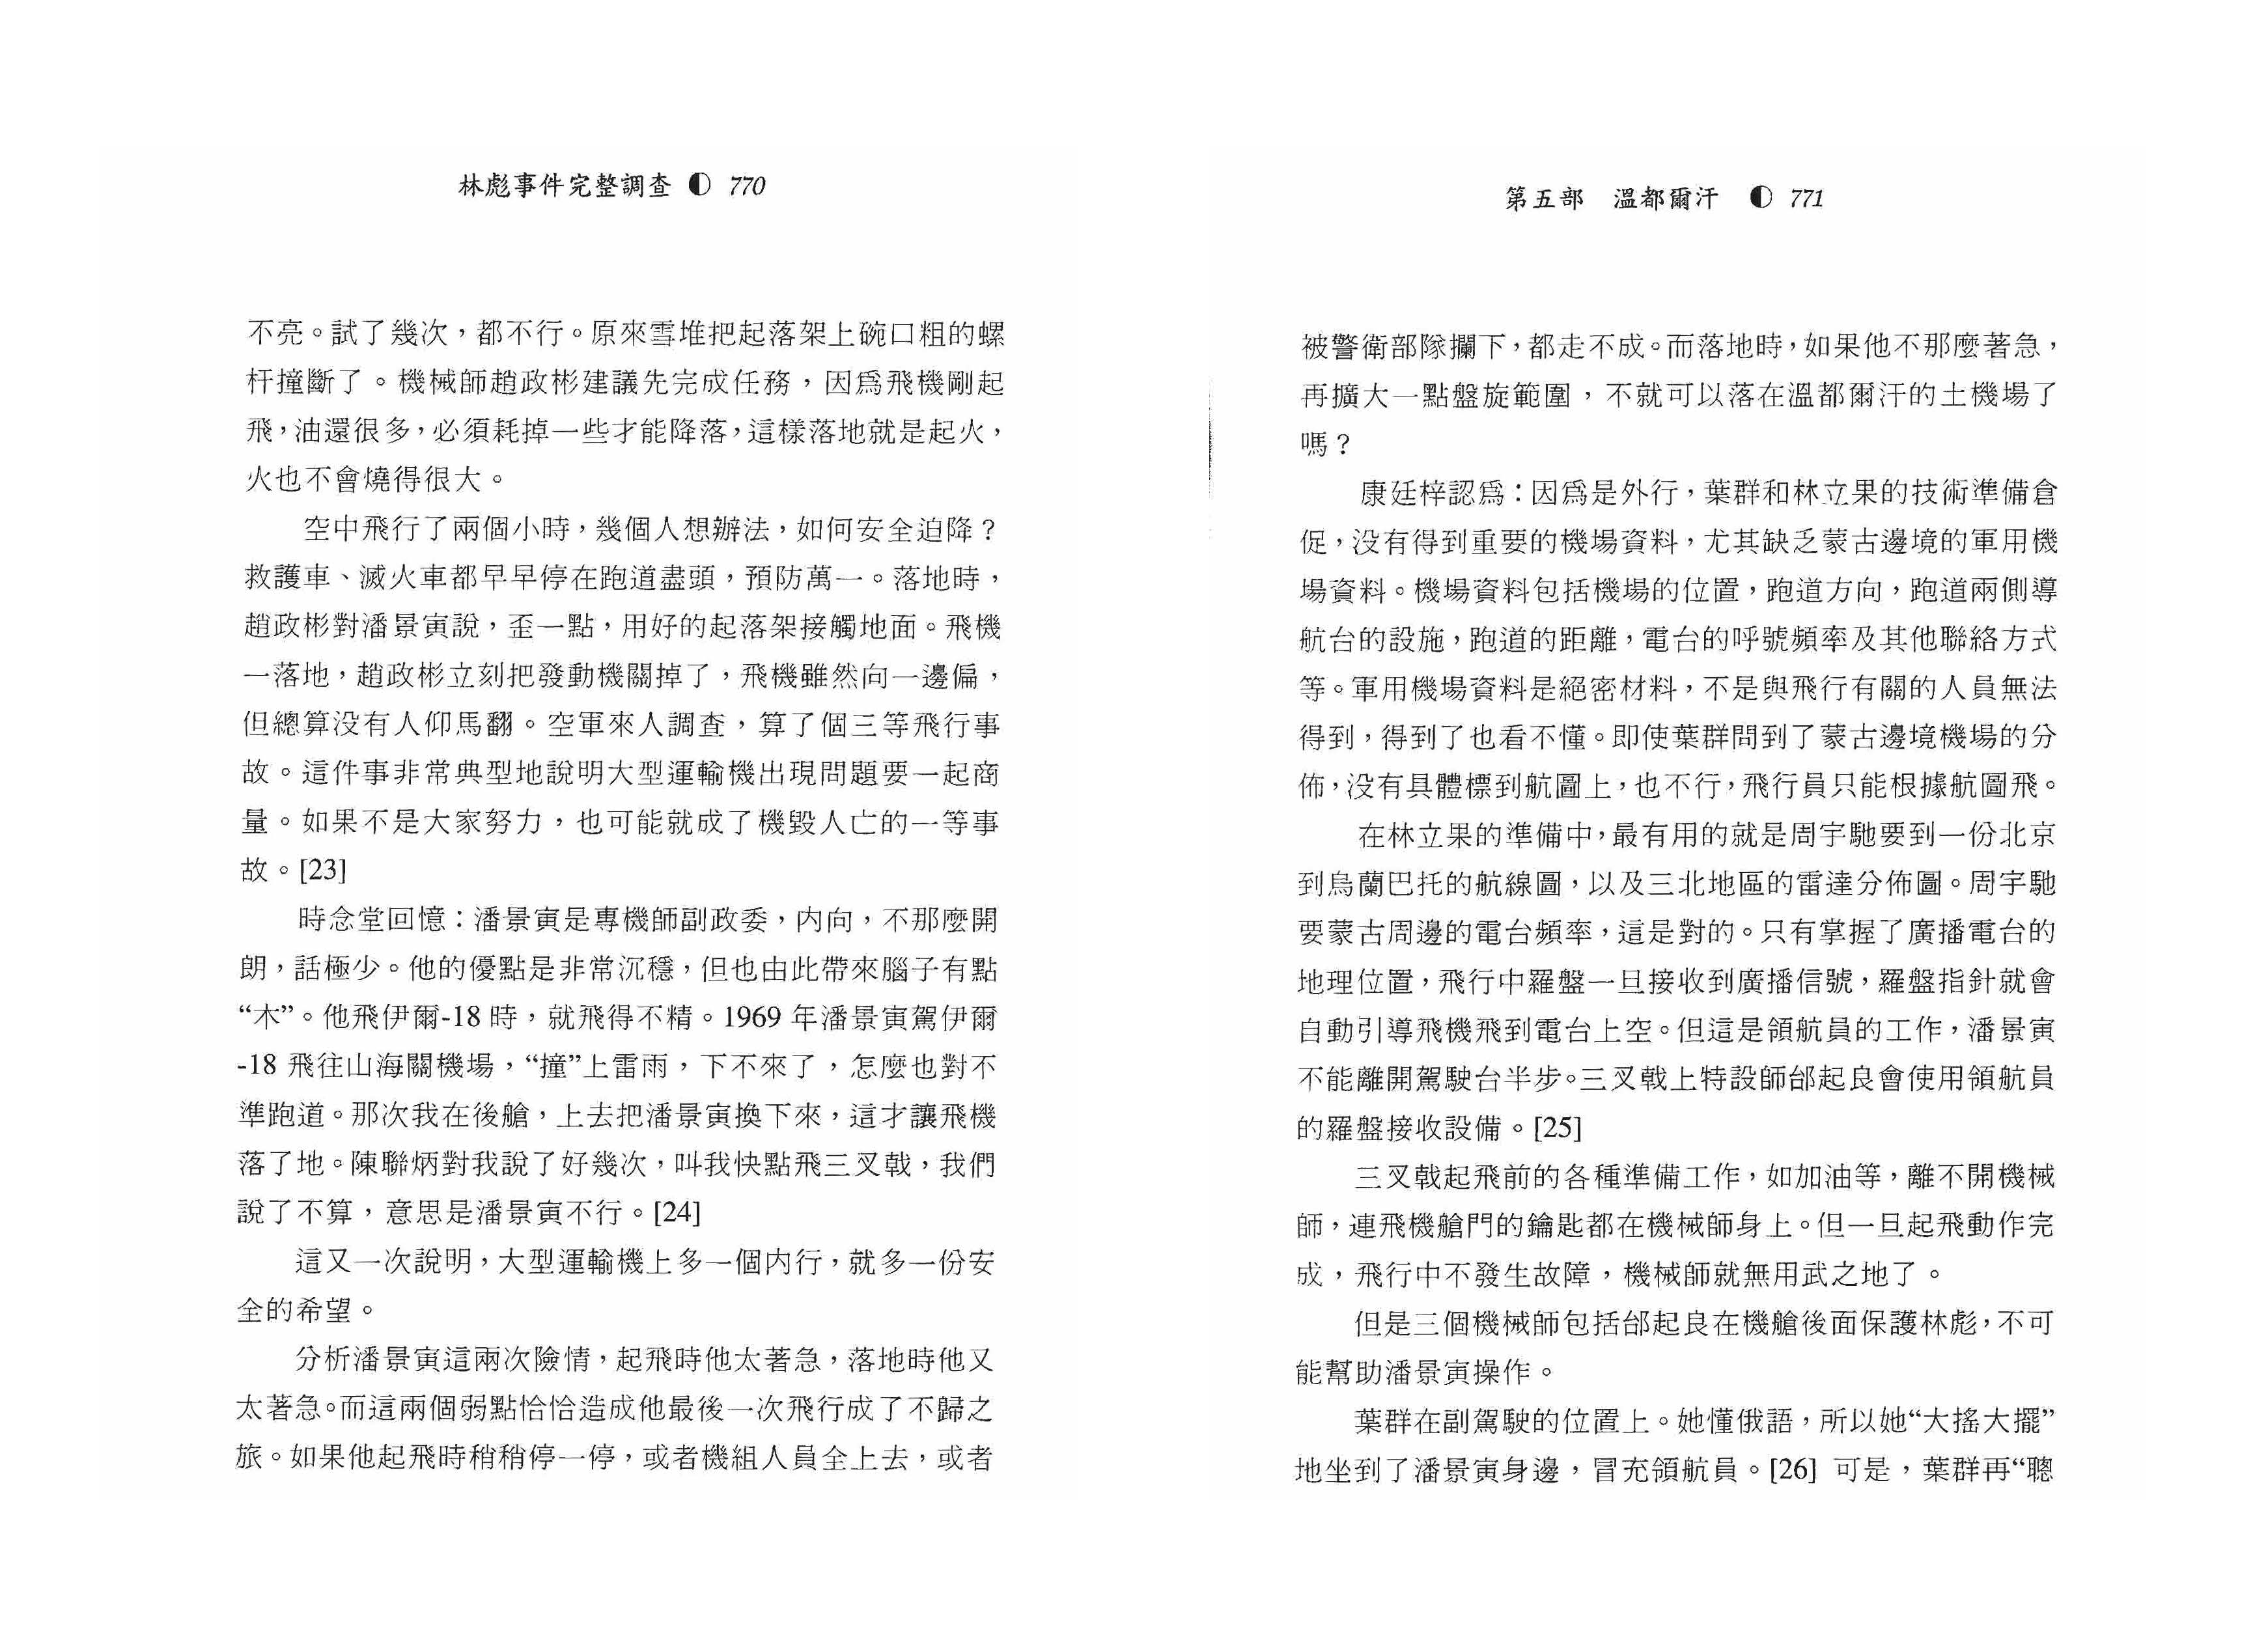 林彪事件完整調查 ◐ 770
不亮。試了幾次，都不行。原來雪堆把起落架上碗口粗的螺
杆撞斷了。機械師趙政彬建議先完成任務，因爲飛機剛起
飛，油還很多，必須耗掉一些才能降落，這樣落地就是起火，
火也不會燒得很大。
空中飛行了兩個小時，幾個人想辦法，如何安全迫降？
救護車、滅火車都早早停在跑道盡頭，預防萬一。落地時，
趙政彬對潘景寅說，歪一點，用好的起落架接觸地面。飛機
一落地，趙政彬立刻把發動機關掉了，飛機雖然向一邊偏，
但總算没有人仰馬翻。空軍來人調查，算了個三等飛行事
故。這件事非常典型地說明大型運輸機出現問題要一起商
量。如果不是大家努力，也可能就成了機毀人亡的一等事
故。[23]
時念堂回憶：潘景寅是專機師副政委，内向，不那麼開
朗，話極少。他的優點是非常沉穩，但也由此帶來腦子有點
“木”。他飛伊爾-18 時，就飛得不精。1969 年潘景寅駕伊爾
-18 飛往山海關機場，“撞”上雷雨，下不來了，怎麼也對不
準跑道。那次我在後艙，上去把潘景寅換下來，這才讓飛機
落了地。陳聯炳對我說了好幾次，叫我快點飛三叉戟，我們
說了不算，意思是潘景寅不行。[24]
這又一次說明，大型運輸機上多一個内行，就多一份安
全的希望。
分析潘景寅這兩次險情，起飛時他太著急，落地時他又
太著急。而這兩個弱點恰恰造成他最後一次飛行成了不歸之
旅。如果他起飛時稍稍停一停，或者機組人員全上去，或者
第五部　溫都爾汗 ◐ 771
被警衛部隊攔下，都走不成。而落地時，如果他不那麼著急，
再擴大一點盤旋範圍，不就可以落在溫都爾汗的土機場了
嗎？
康廷梓認爲：因爲是外行，葉群和林立果的技術準備倉
促，没有得到重要的機場資料，尤其缺乏蒙古邊境的軍用機
場資料。機場資料包括機場的位置，跑道方向，跑道兩側導
航台的設施，跑道的距離，電台的呼號頻率及其他聯絡方式
等。軍用機場資料是絕密材料，不是與飛行有關的人員無法
得到，得到了也看不懂。即使葉群問到了蒙古邊境機場的分
佈，没有具體標到航圖上，也不行，飛行員只能根據航圖飛。
在林立果的準備中，最有用的就是周宇馳要到一份北京
到烏蘭巴托的航線圖，以及三北地區的雷達分佈圖。周宇馳
要蒙古周邊的電台頻率，這是對的。只有掌握了廣播電台的
地理位置，飛行中羅盤一旦接收到廣播信號，羅盤指針就會
自動引導飛機飛到電台上空。但這是領航員的工作，潘景寅
不能離開駕駛台半步。三叉戟上特設師邰起良會使用領航員
的羅盤接收設備。[25]
三叉戟起飛前的各種準備工作，如加油等，離不開機械
師，連飛機艙門的鑰匙都在機械師身上。但一旦起飛動作完
成，飛行中不發生故障，機械師就無用武之地了。
但是三個機械師包括邰起良在機艙後面保護林彪，不可
能幫助潘景寅操作。
葉群在副駕駛的位置上。她懂俄語，所以她“大搖大擺”
地坐到了潘景寅身邊，冒充領航員。[26] 可是，葉群再“聰